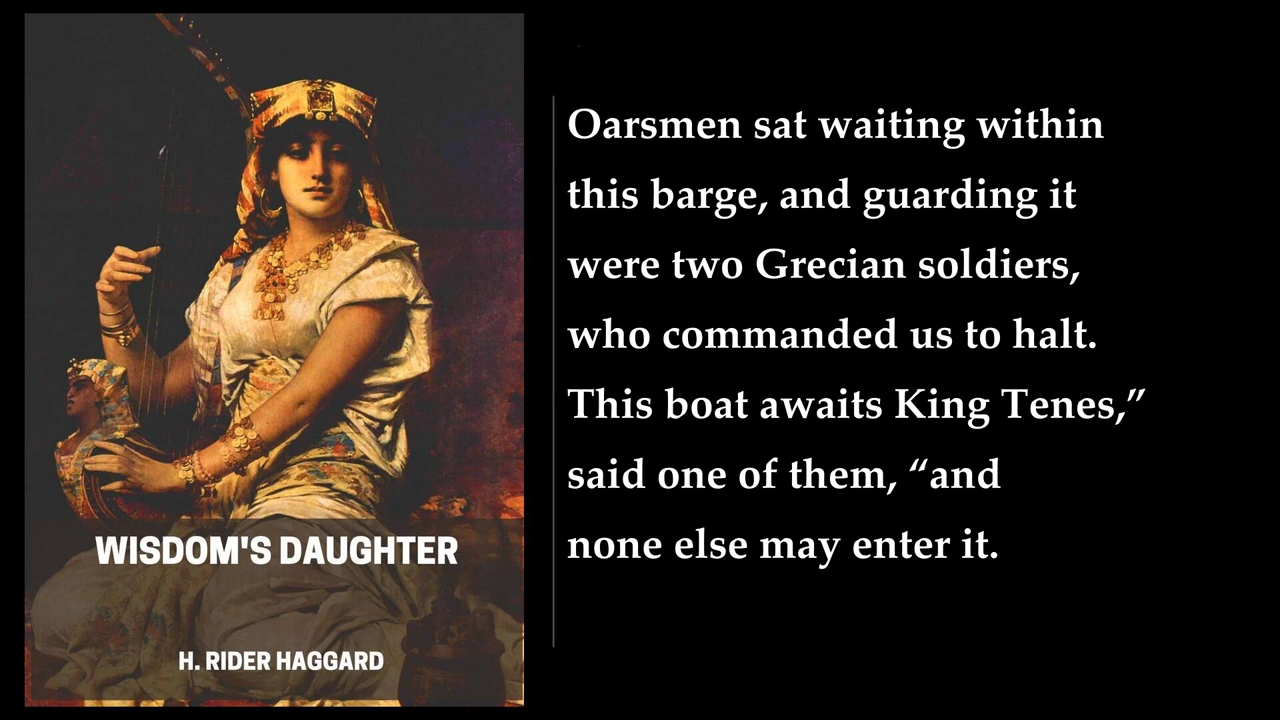 WISDOM'S DAUGHTER
H. RIDER HAGGARD
Oarsmen sat waiting within
this barge, and guarding it
were two Grecian soldiers,
who commanded us to halt.
This boat awaits King Tenes,”
said one of them, “and
none else may enter it.